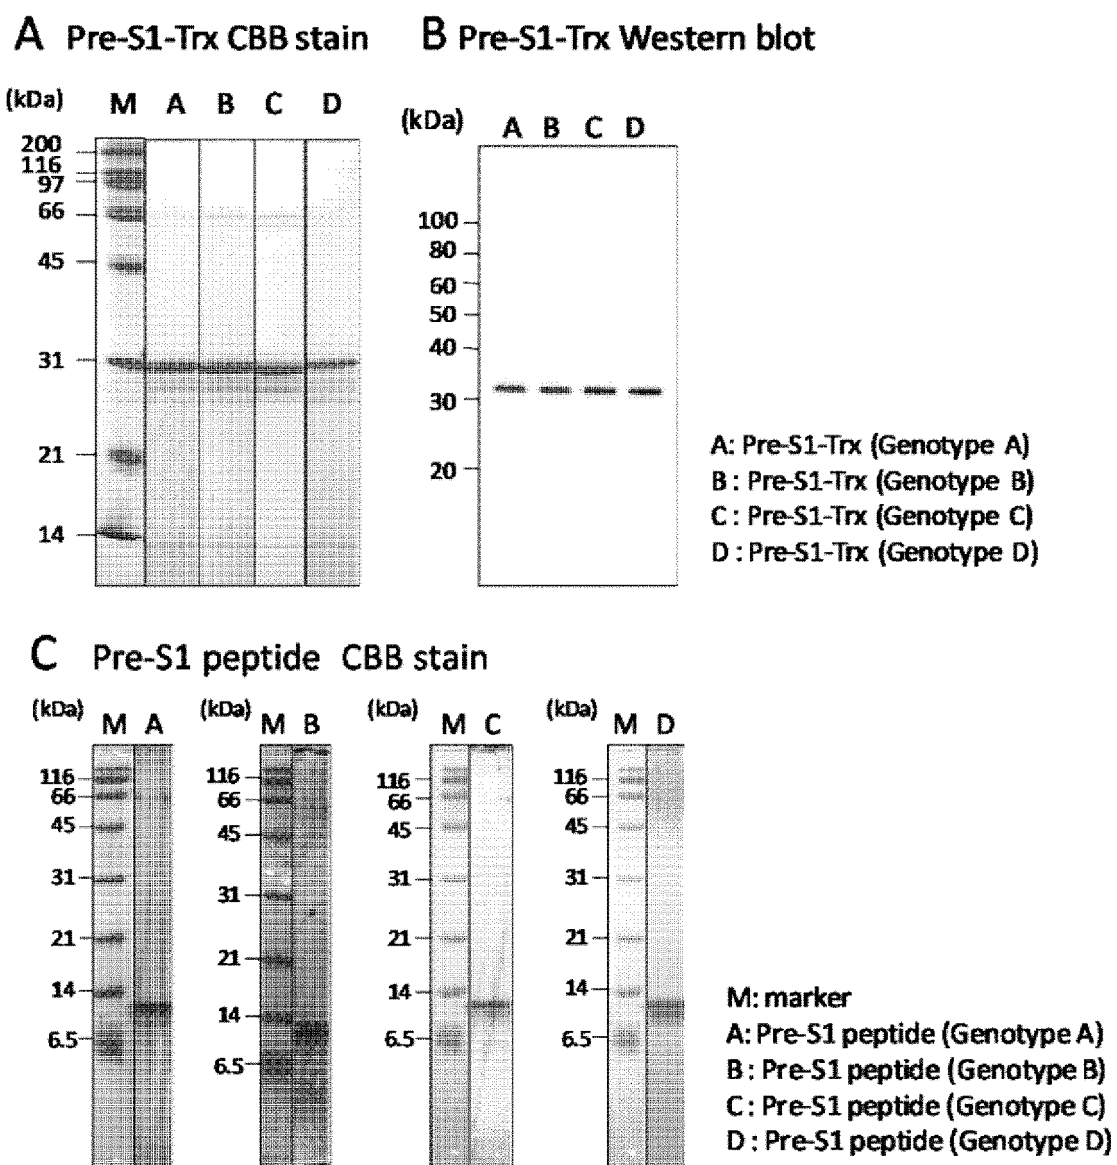 A Pre-S1-Trx CBB stain
B Pre-S1-Trx Western blot
(kDa) M A B C D
200
116
97
66
45
31
21
14
(kDa) A B C D
100
80
60
50
40
30
20
A: Pre-S1-Trx (Genotype A)
B : Pre-S1-Trx (Genotype B)
C : Pre-S1-Trx (Genotype C)
D : Pre-S1-Trx (Genotype D)
C Pre-S1 peptide CBB stain
(kDa) M A
116
66
45
31
21
14
6.5
(kDa) M B
116
66
45
31
21
14
6.5
(kDa) M C
116
66
45
31
21
14
6.5
(kDa) M D
116
66
45
31
21
14
6.5
M: marker
A: Pre-S1 peptide (Genotype A)
B : Pre-S1 peptide (Genotype B)
C : Pre-S1 peptide (Genotype C)
D : Pre-S1 peptide (Genotype D)